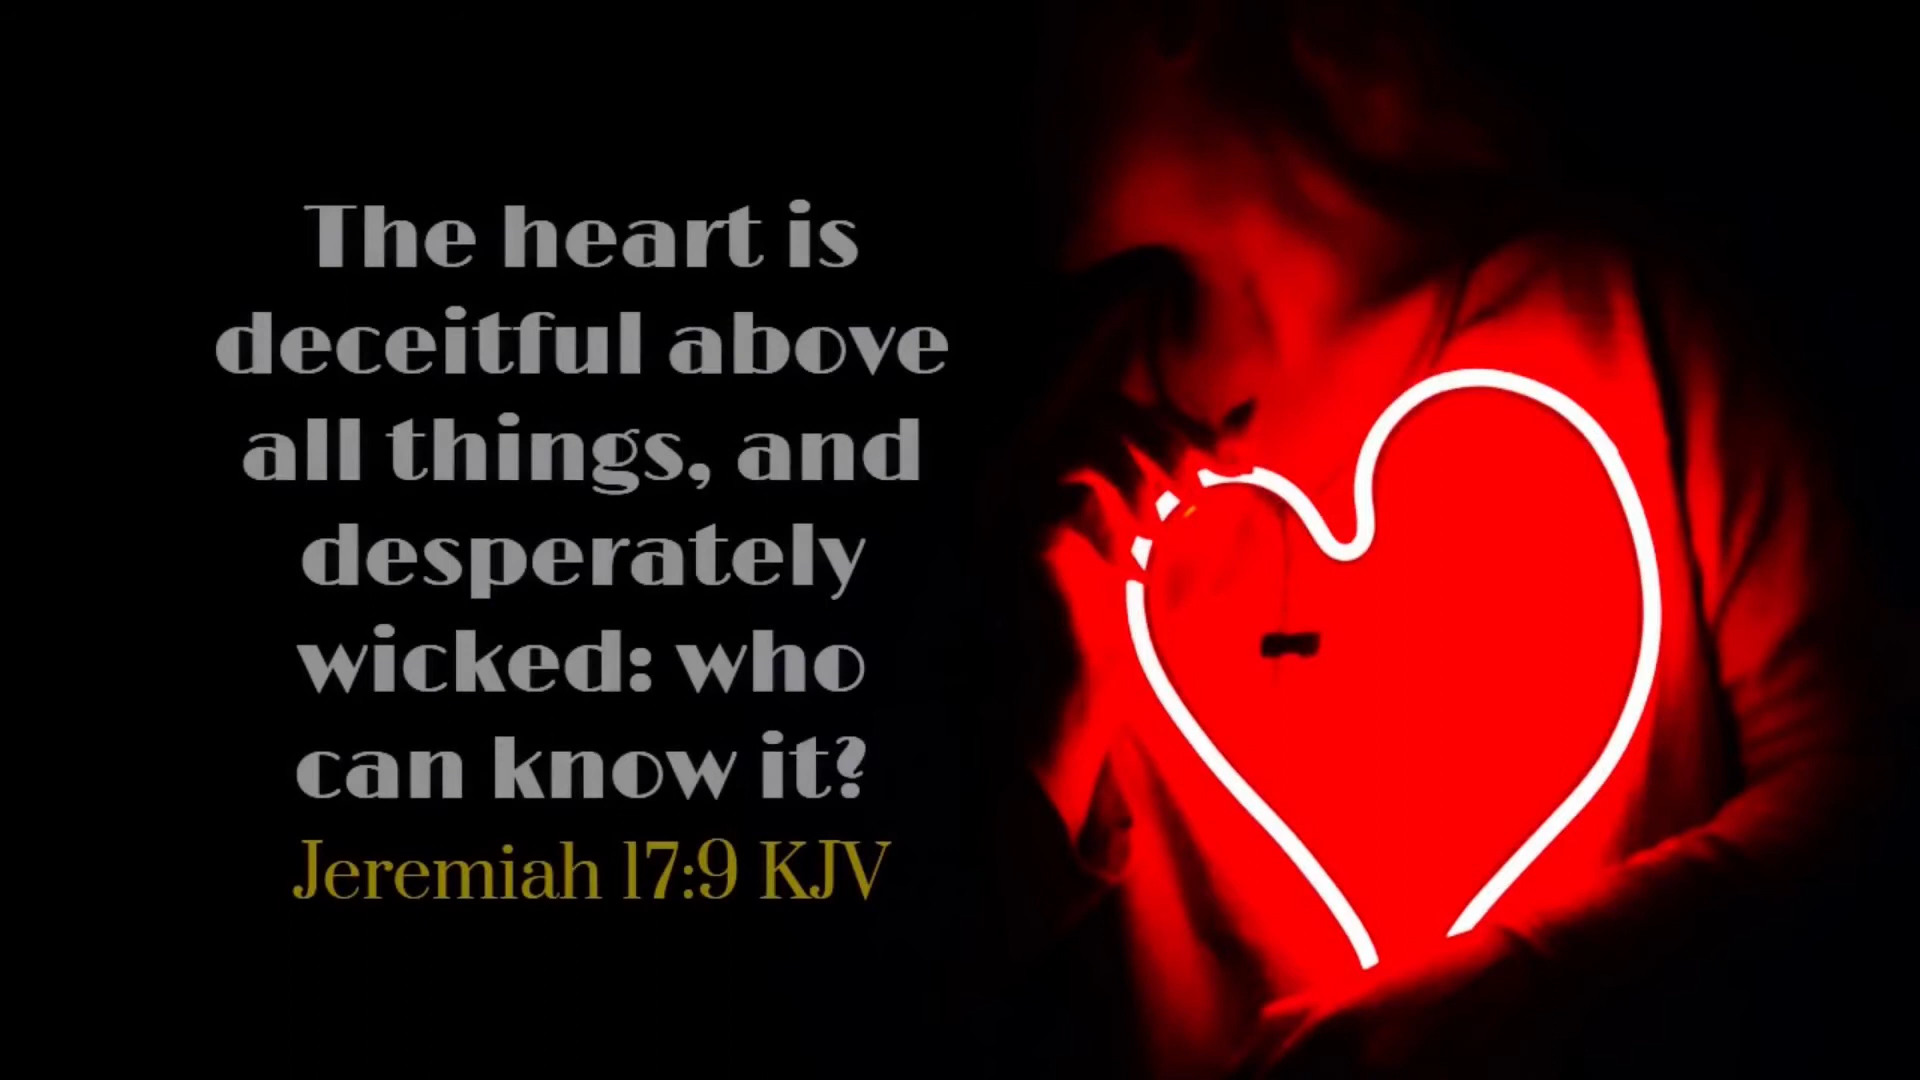 The heart is
deceitful above
all things, and
desperately
wicked: who
can know it?
Jeremiah 17:9 KJV